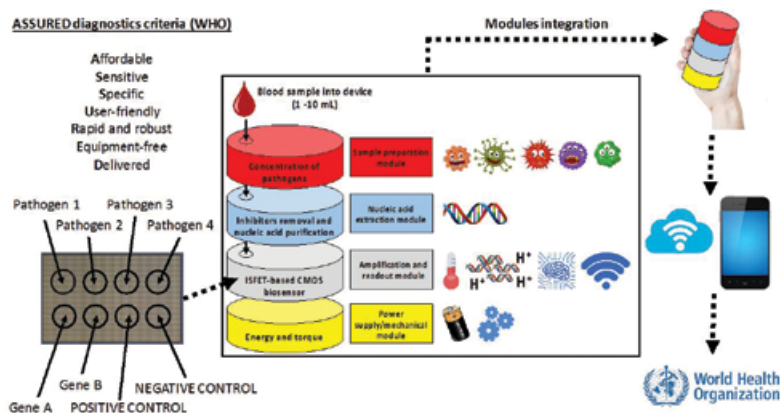 ASSURED diagnostics criteria (WHO)
Affordable
Sensitive
Specific
User-friendly
Rapid and robust
Equipment-free
Delivered
Modules integration
Blood sample into device
(1 -10 mL)
Concentration of
pathogens
Sample preparation
module
Inhibitors removal and
nucleic acid purification
Nucleic acid
extraction module
ISFET-based CMOS
biosensor
Amplification and
readout module
H⁺
H⁺
H⁺
H⁺
Energy and torque
Power
supply/mechanical
module
Pathogen 1
Pathogen 3
Pathogen 2
Pathogen 4
Gene A
Gene B
POSITIVE CONTROL
NEGATIVE CONTROL
World Health
Organization